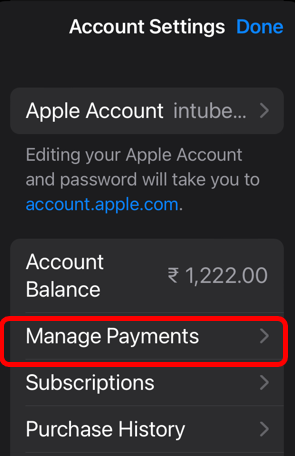 Account Settings Done
Apple Account intube...
Editing your Apple Account
and password will take you to
account.apple.com.
Account
Balance
₹ 1,222.00
Manage Payments
Subscriptions
Purchase History